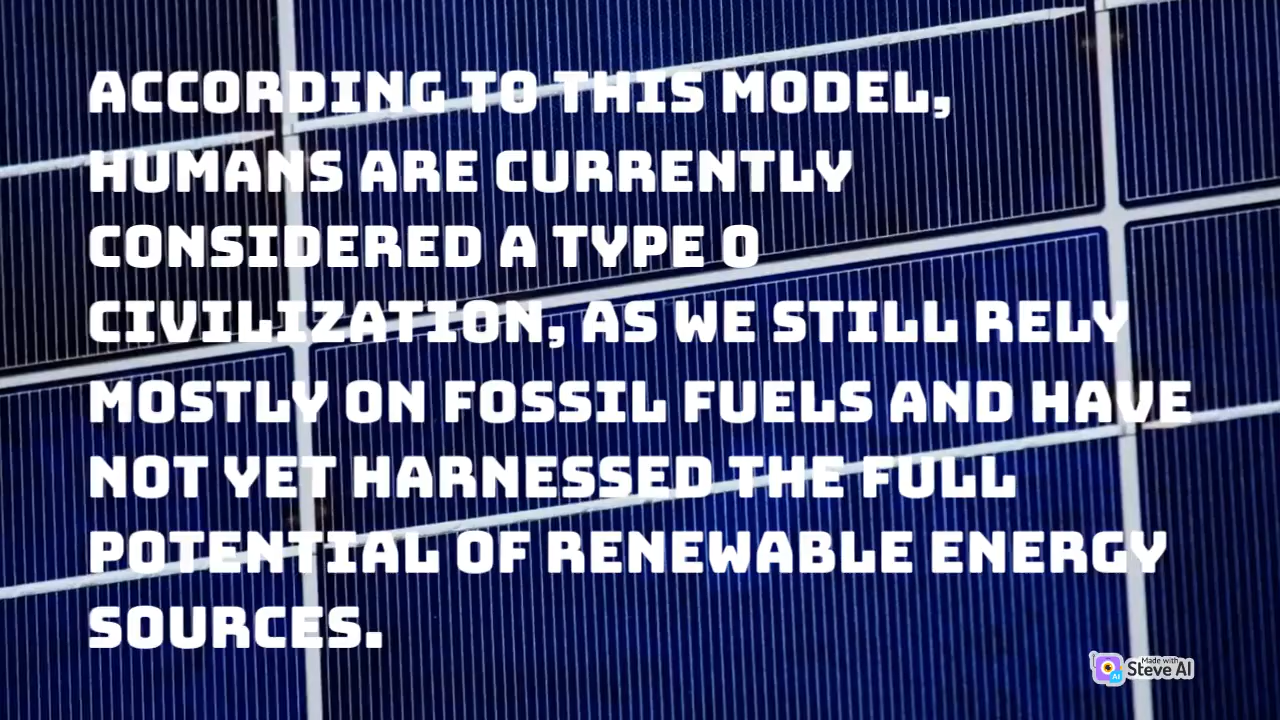 ACCORDING TO THIS MODEL,
HUMANS ARE CURRENTLY
CONSIDERED A TYPE 0
CIVILIZATION, AS WE STILL RELY
MOSTLY ON FOSSIL FUELS AND HAVE
NOT YET HARNESSED THE FULL
POTENTIAL OF RENEWABLE ENERGY
SOURCES.
Made with
Steve AI
AI